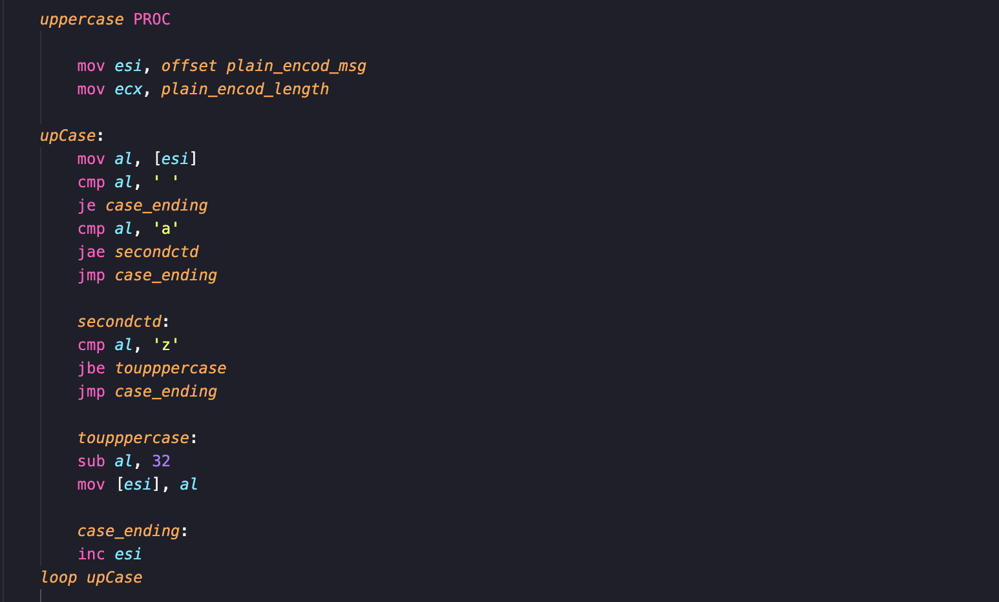 uppercase PROC
mov esi, offset plain_encod_msg
mov ecx, plain_encod_length
upCase:
mov al, [esi]
cmp al, ' '
je case_ending
cmp al, 'a'
jae secondctd
jmp case_ending
secondctd:
cmp al, 'z'
jbe toupppercase
jmp case_ending
toupppercase:
sub al, 32
mov [esi], al
case_ending:
inc esi
loop upCase